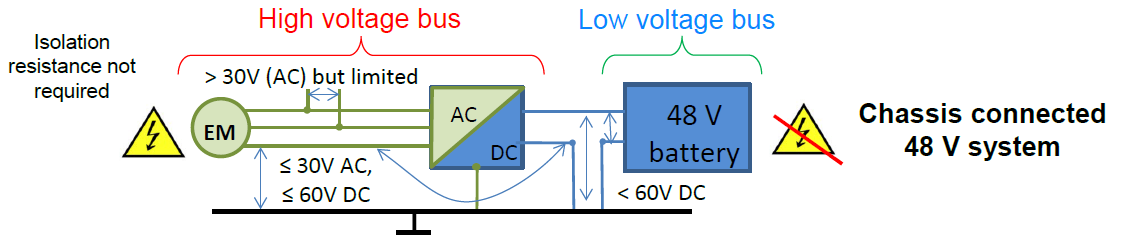 High voltage bus
Low voltage bus
Isolation
resistance not
required
> 30V (AC) but limited
EM
AC
DC
48 V
battery
≤ 30V AC,
≤ 60V DC
< 60V DC
Chassis connected
48 V system